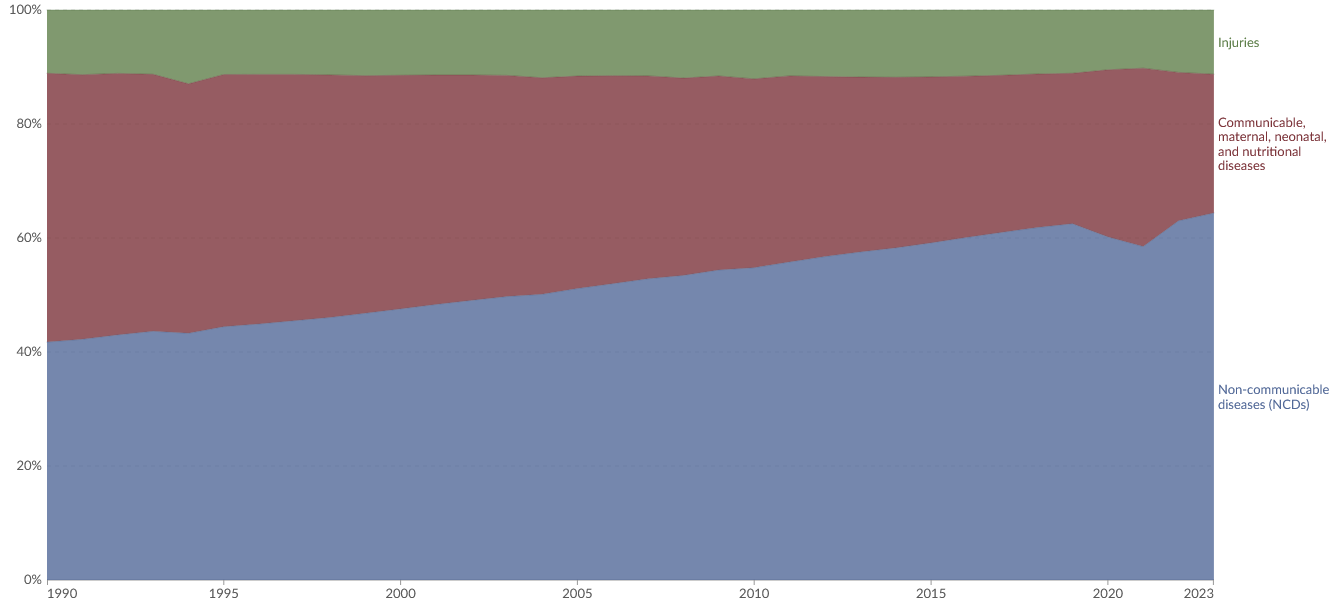 100%
80%
60%
40%
20%
0%
1990
1995
2000
2005
2010
2015
2020
2023
Injuries
Communicable,
maternal, neonatal,
and nutritional
diseases
Non-communicable
diseases (NCDs)